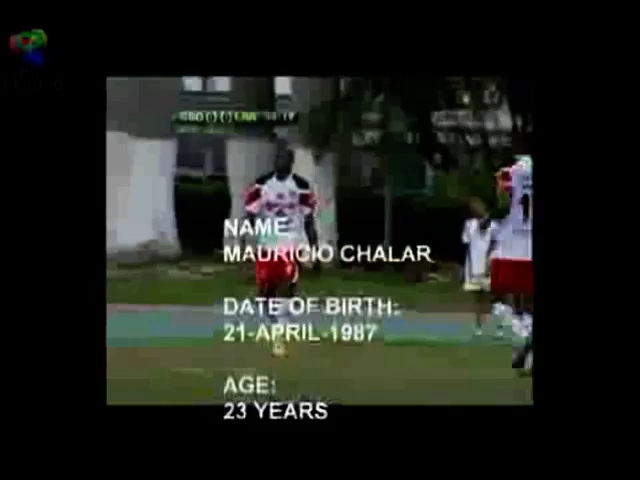 NAME
MAURICIO CHALAR
DATE OF BIRTH:
21-APRIL-1987
AGE:
23 YEARS